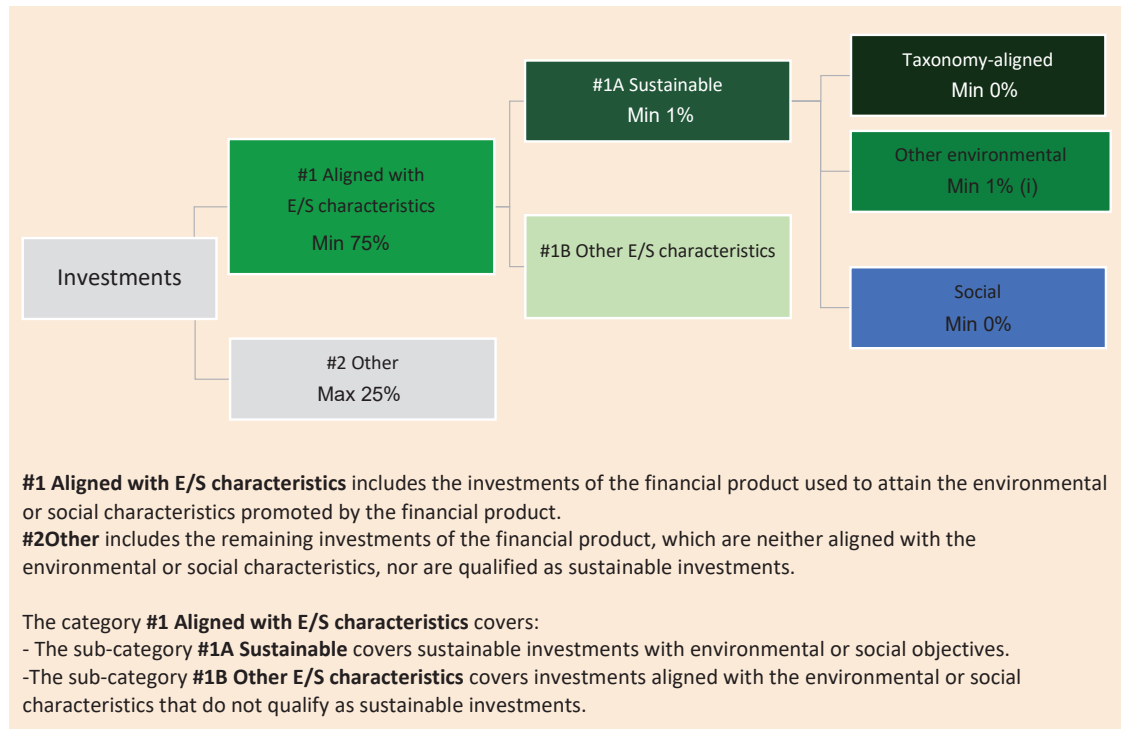 Investments
#1 Aligned with
E/S characteristics
Min 75%
#2 Other
Max 25%
#1A Sustainable
Min 1%
#1B Other E/S characteristics
Taxonomy-aligned
Min 0%
Other environmental
Min 1% (i)
Social
Min 0%
#1 Aligned with E/S characteristics includes the investments of the financial product used to attain the environmental
or social characteristics promoted by the financial product.
#2Other includes the remaining investments of the financial product, which are neither aligned with the
environmental or social characteristics, nor are qualified as sustainable investments.
The category #1 Aligned with E/S characteristics covers:
- The sub-category #1A Sustainable covers sustainable investments with environmental or social objectives.
-The sub-category #1B Other E/S characteristics covers investments aligned with the environmental or social
characteristics that do not qualify as sustainable investments.